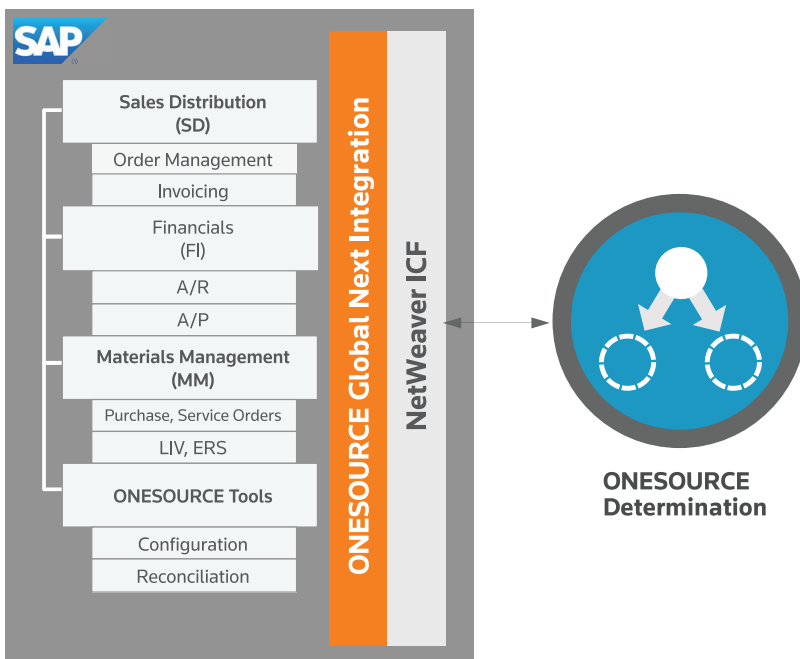 SAP
Sales Distribution
(SD)
Order Management
Invoicing
Financials
(FI)
A/R
A/P
Materials Management
(MM)
Purchase, Service Orders
LIV, ERS
ONESOURCE Tools
Configuration
Reconciliation
ONESOURCE Global Next Integration
NetWeaver ICF
ONESOURCE
Determination